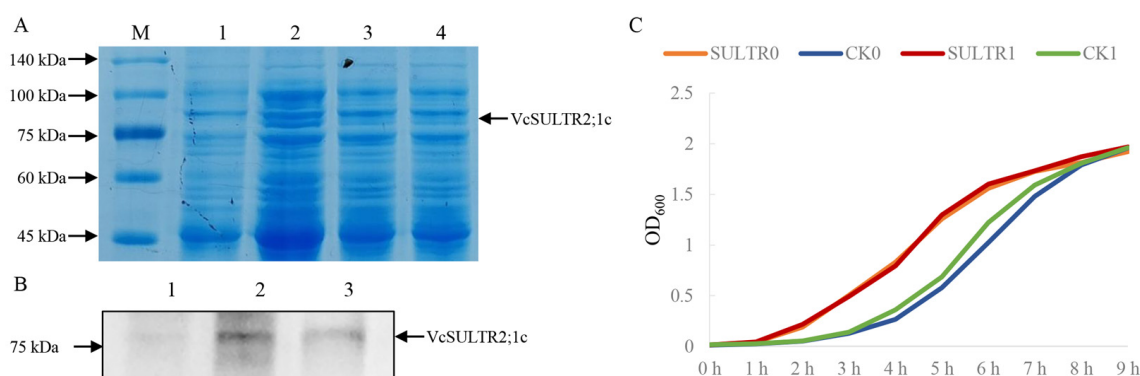 A
M 1 2 3 4
140 kDa
100 kDa
VcSULTR2;1c
75 kDa
60 kDa
45 kDa
B
1 2 3
VcSULTR2;1c
75 kDa
C
SULTR0 CK0 SULTR1 CK1
2.5
2
1.5
1
0.5
0
OD600
0 h 1 h 2 h 3 h 4 h 5 h 6 h 7 h 8 h 9 h